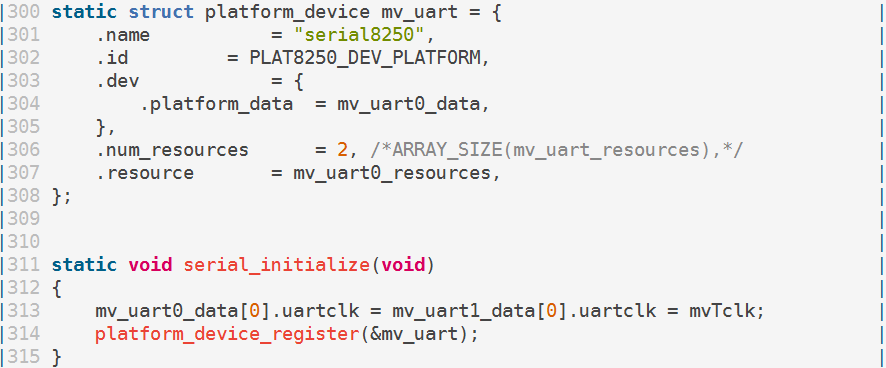 |300 static struct platform_device mv_uart = { |
|301     .name           = "serial8250", |
|302     .id         = PLAT8250_DEV_PLATFORM, |
|303     .dev            = { |
|304         .platform_data  = mv_uart0_data, |
|305     }, |
|306     .num_resources      = 2, /*ARRAY_SIZE(mv_uart_resources),*/ |
|307     .resource       = mv_uart0_resources, |
|308 }; |
|309 |
|310 |
|311 static void serial_initialize(void) |
|312 { |
|313     mv_uart0_data[0].uartclk = mv_uart1_data[0].uartclk = mvTclk; |
|314     platform_device_register(&mv_uart); |
|315 } |